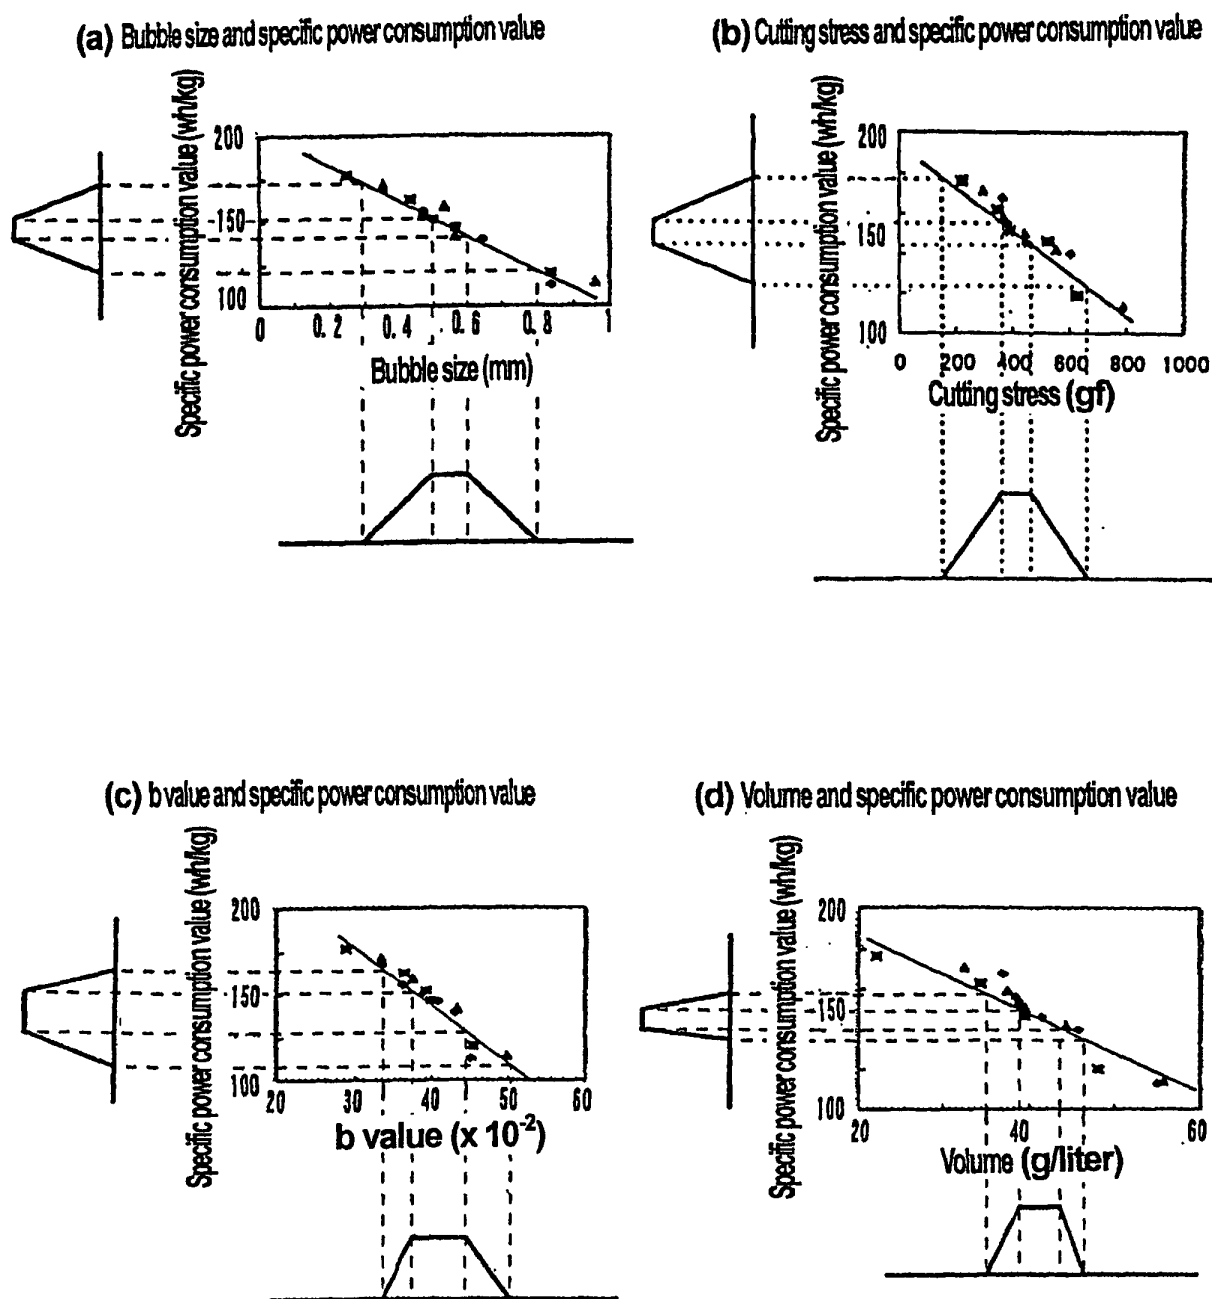 (a) Bubble size and specific power consumption value
Specific power consumption value (wh/kg)
200
150
100
0 0.2 0.4 0.6 0.8 1
Bubble size (mm)
(b) Cutting stress and specific power consumption value
Specific power consumption value (wh/kg)
200
150
100
0 200 400 600 800 1000
Cutting stress (gf)
(c) b value and specific power consumption value
Specific power consumption value (wh/kg)
200
150
100
20 30 40 50 60
b value (x 10⁻²)
(d) Volume and specific power consumption value
Specific power consumption value (wh/kg)
200
150
100
20 40 60
Volume (g/liter)